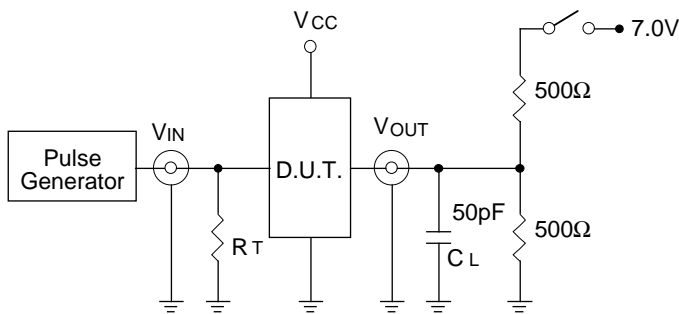 VCC
7.0V
500Ω
VIN
VOUT
Pulse
Generator
D.U.T.
50pF
500Ω
RT
CL